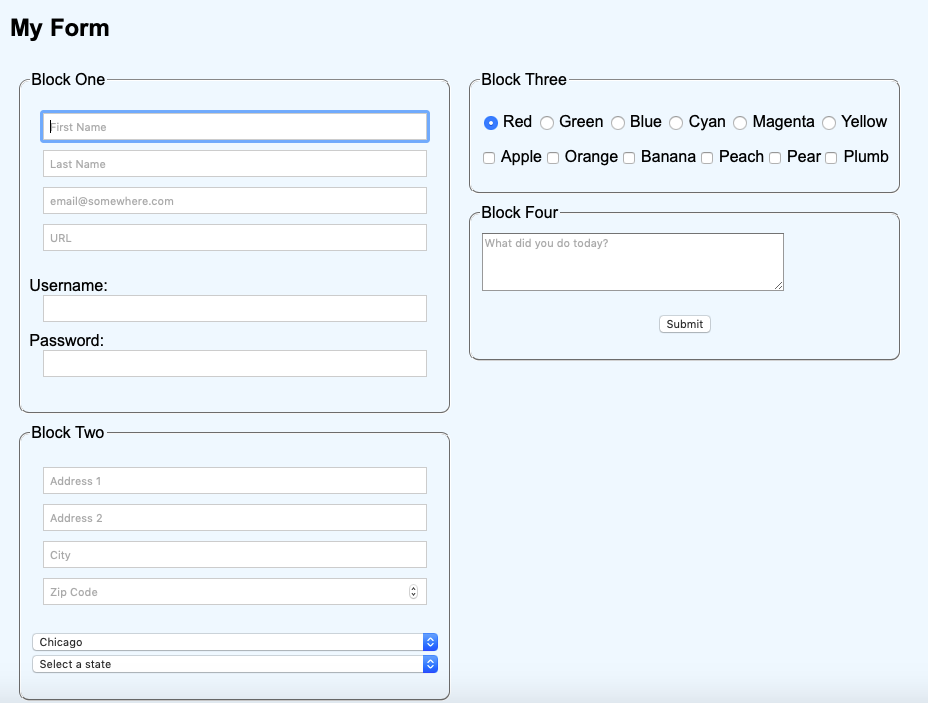 My Form
Block One
First Name
Last Name
email@somewhere.com
URL
Username:
Password:
Block Two
Address 1
Address 2
City
Zip Code
Chicago
Select a state
Block Three
Red Green Blue Cyan Magenta Yellow
Apple Orange Banana Peach Pear Plumb
Block Four
What did you do today?
Submit